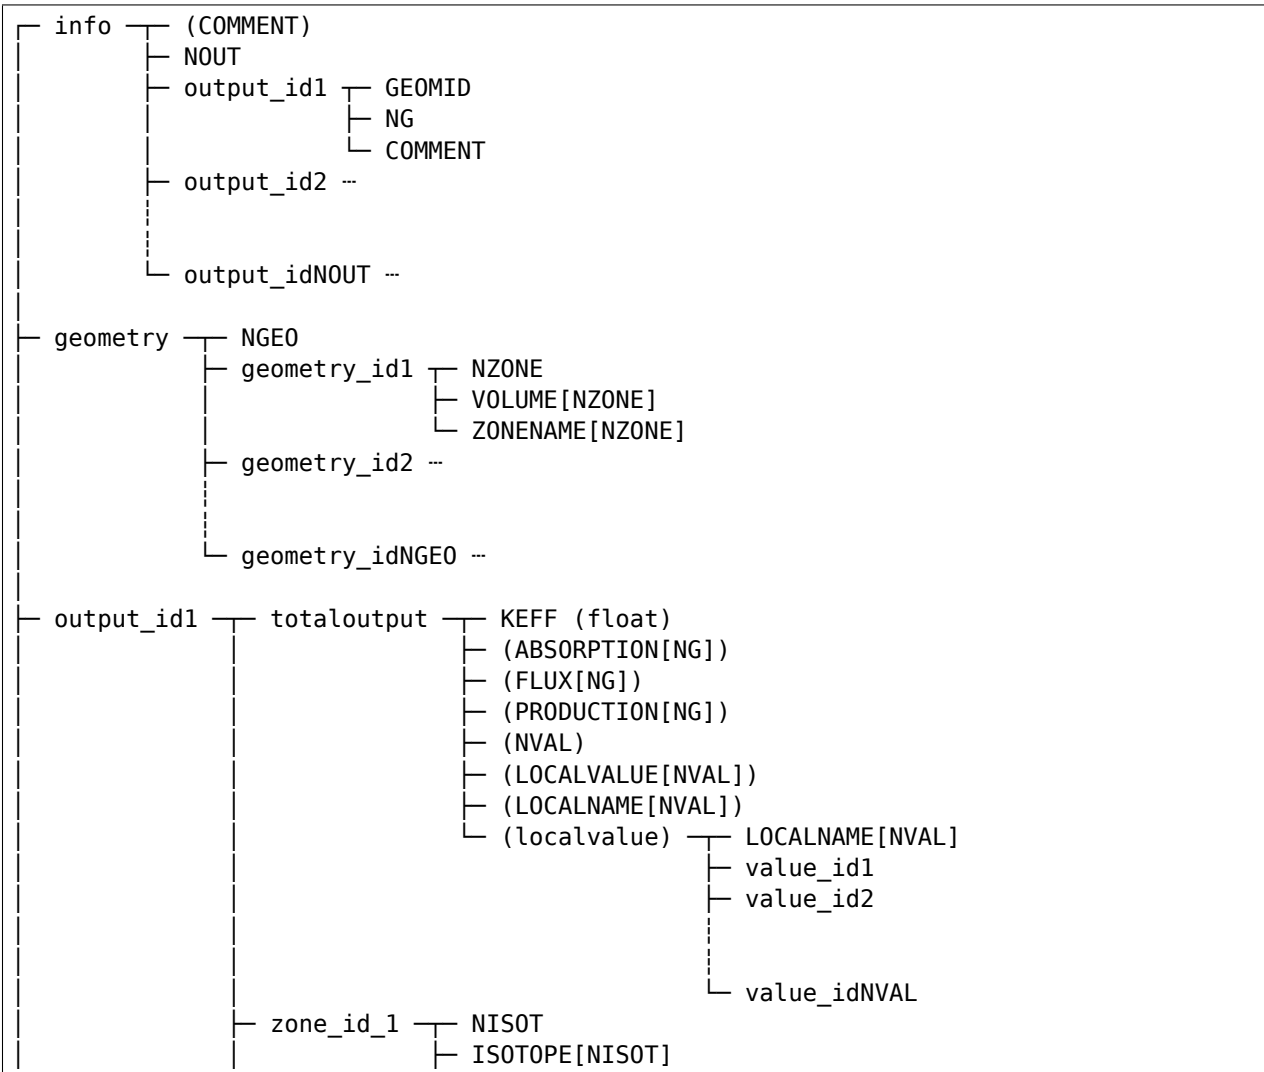 info (COMMENT)
NOUT
output_id1 GEOMID
NG
COMMENT
output_id2 ┄
output_idNOUT ┄
geometry NGEO
geometry_id1 NZONE
VOLUME[NZONE]
ZONENAME[NZONE]
geometry_id2 ┄
geometry_idNGEO ┄
output_id1 totaloutput KEFF (float)
(ABSORPTION[NG])
(FLUX[NG])
(PRODUCTION[NG])
(NVAL)
(LOCALVALUE[NVAL])
(LOCALNAME[NVAL])
(localvalue) LOCALNAME[NVAL]
value_id1
value_id2
value_idNVAL
zone_id_1 NISOT
ISOTOPE[NISOT]